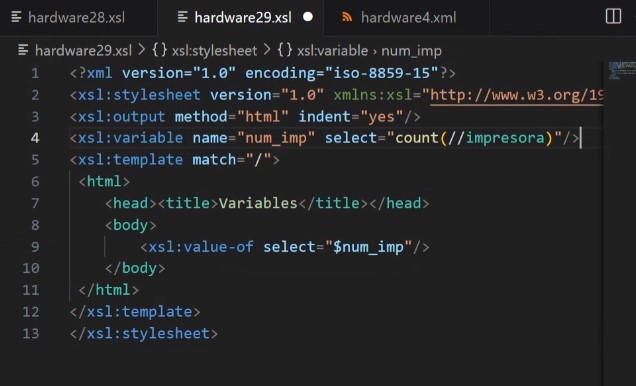 hardware28.xsl hardware29.xsl hardware4.xml
hardware29.xsl > {} xsl:stylesheet > {} xsl:variable > num_imp
1 <?xml version="1.0" encoding="iso-8859-15"?>
2 <xsl:stylesheet version="1.0" xmlns:xsl="http://www.w3.org/19
3 <xsl:output method="html" indent="yes"/>
4 <xsl:variable name="num_imp" select="count(//impresora)"/>
5 <xsl:template match="/">
6 <html>
7 <head><title>Variables</title></head>
8 <body>
9 <xsl:value-of select="$num_imp"/>
10 </body>
11 </html>
12 </xsl:template>
13 </xsl:stylesheet>